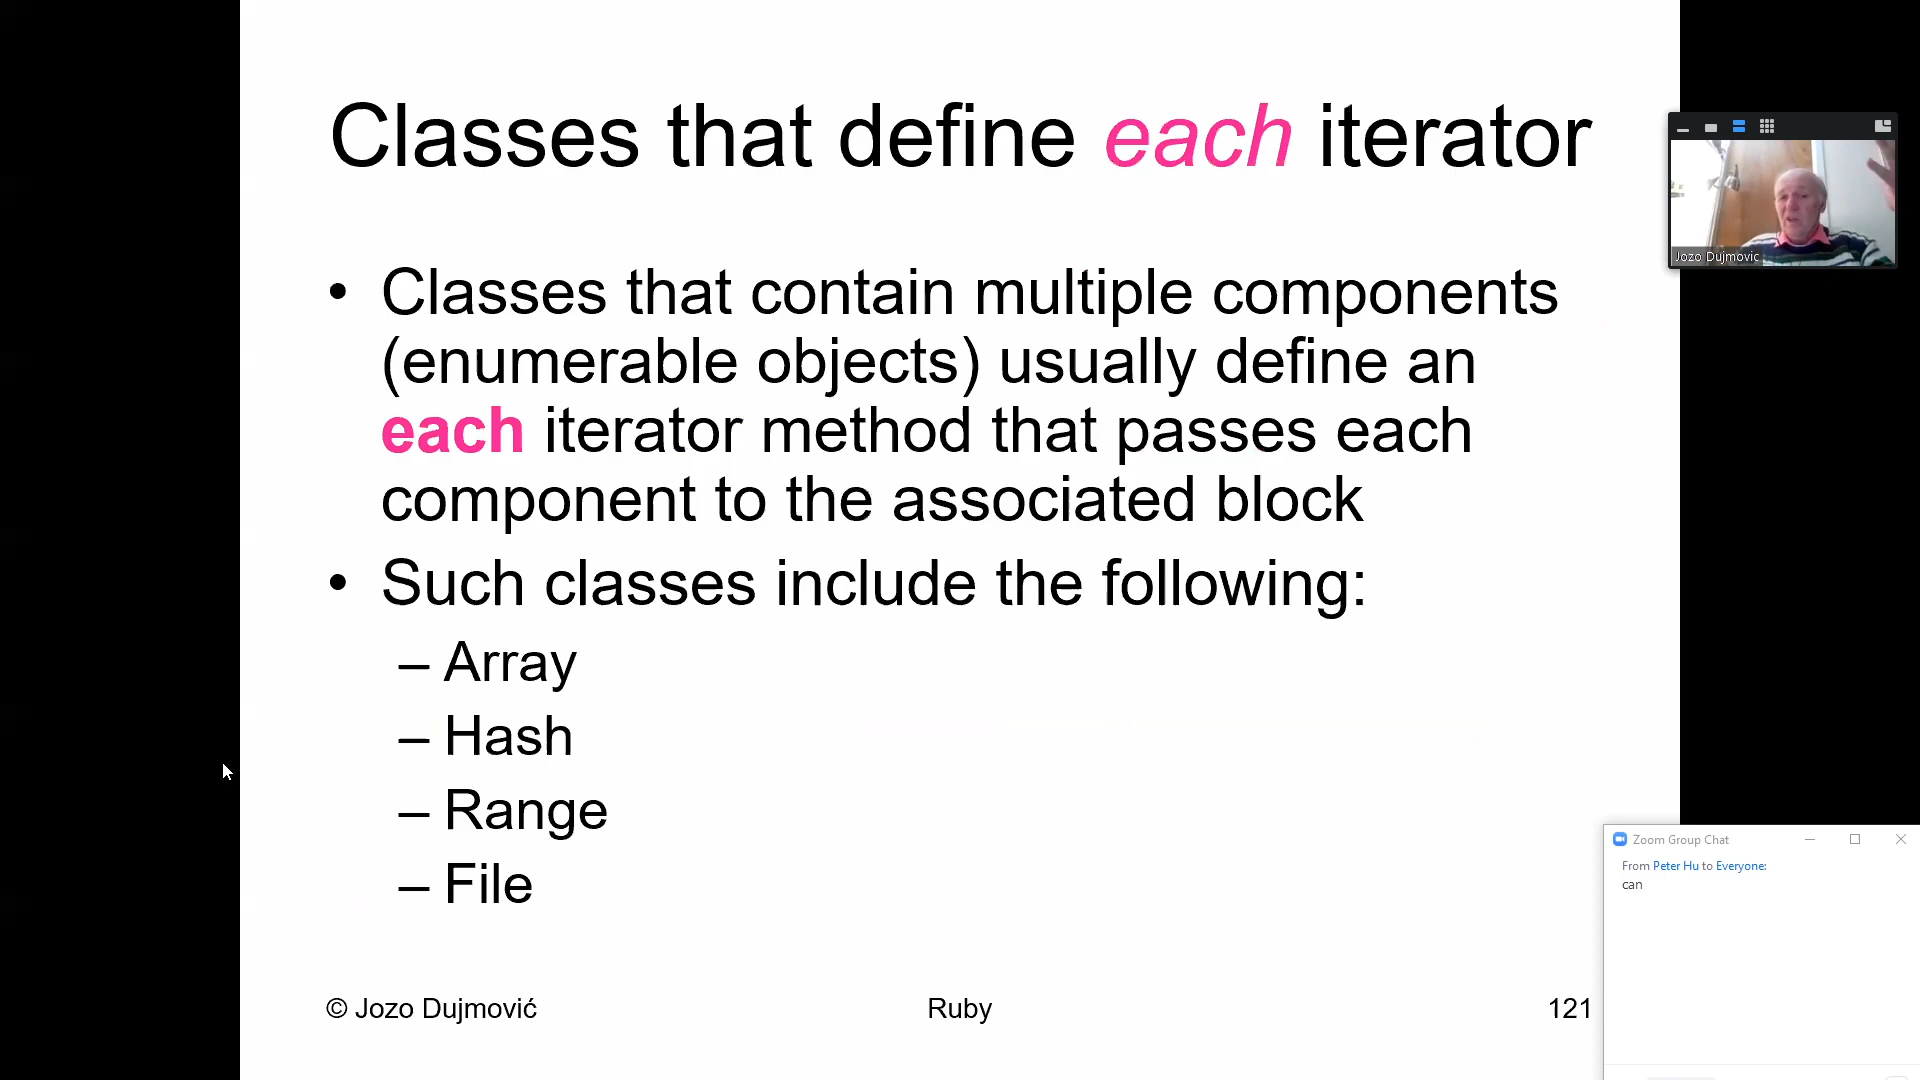 Classes that define each iterator
• Classes that contain multiple components
(enumerable objects) usually define an
each iterator method that passes each
component to the associated block
• Such classes include the following:
– Array
– Hash
– Range
– File
© Jozo Dujmović
Ruby
121
Jozo Dujmovic
Zoom Group Chat
From Peter Hu to Everyone:
can